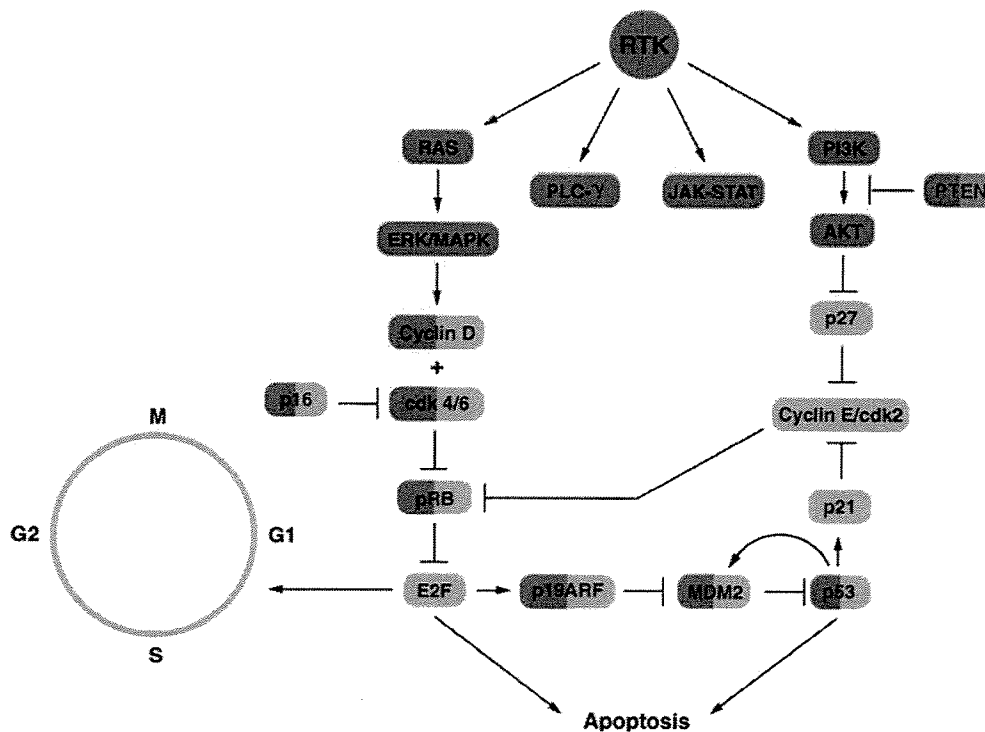 RTK
RAS
PI3K
PLC-γ
JAK-STAT
PTEN
ERK/MAPK
AKT
Cyclin D
p27
+
p16
cdk 4/6
Cyclin E/cdk2
M
pRB
p21
G2
G1
E2F
p19ARF
MDM2
p53
S
Apoptosis